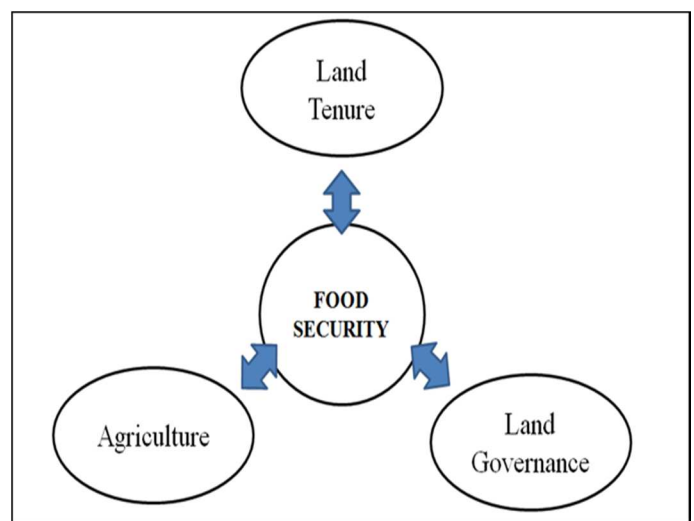 Land
Tenure
FOOD
SECURITY
Agriculture
Land
Governance